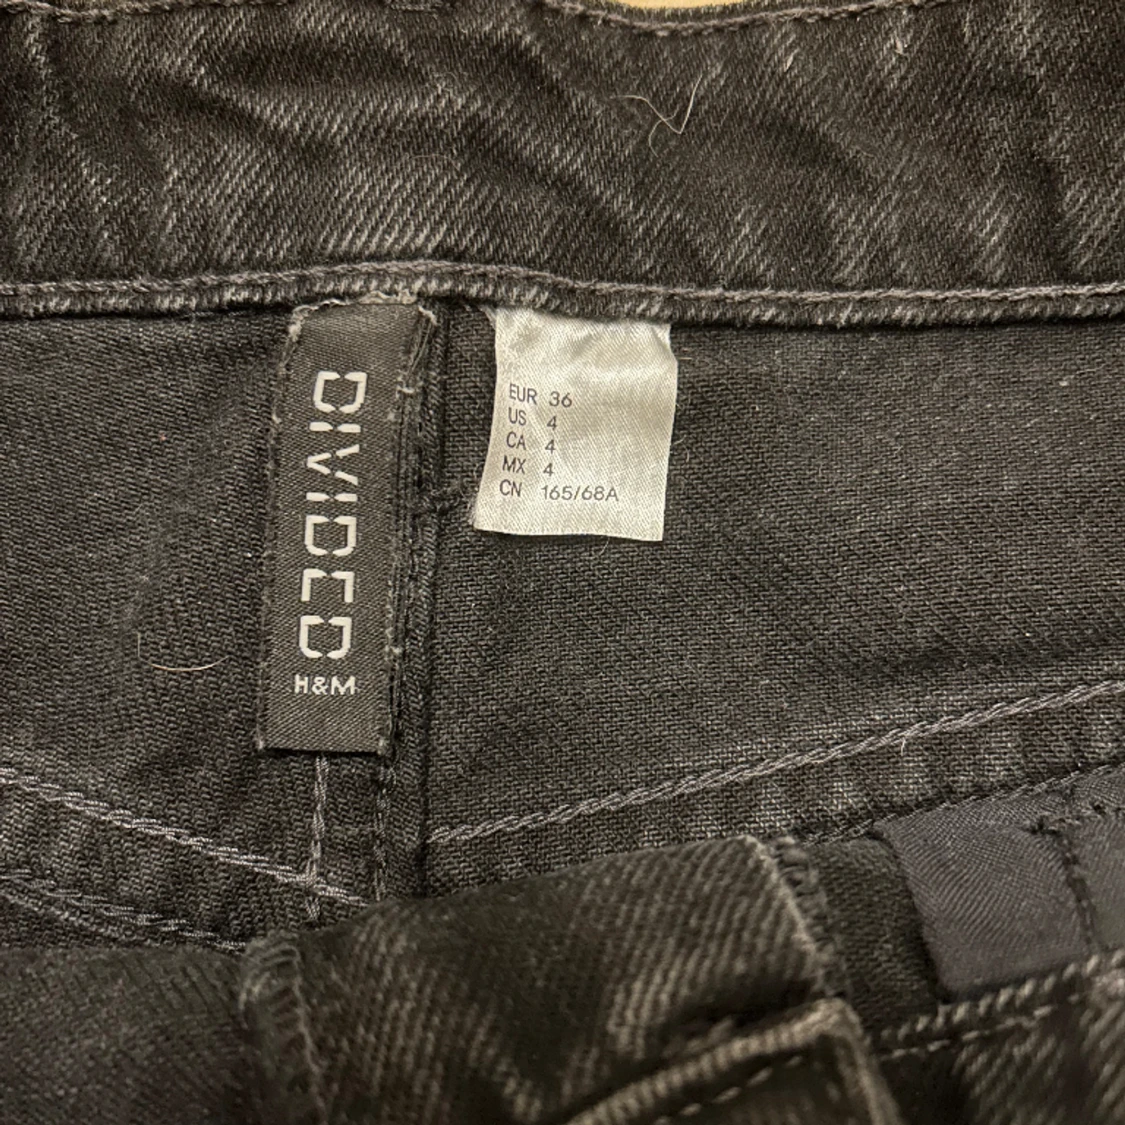 DIVIDED
H&M
EUR 36
US 4
CA 4
MX 4
CN 165/68A